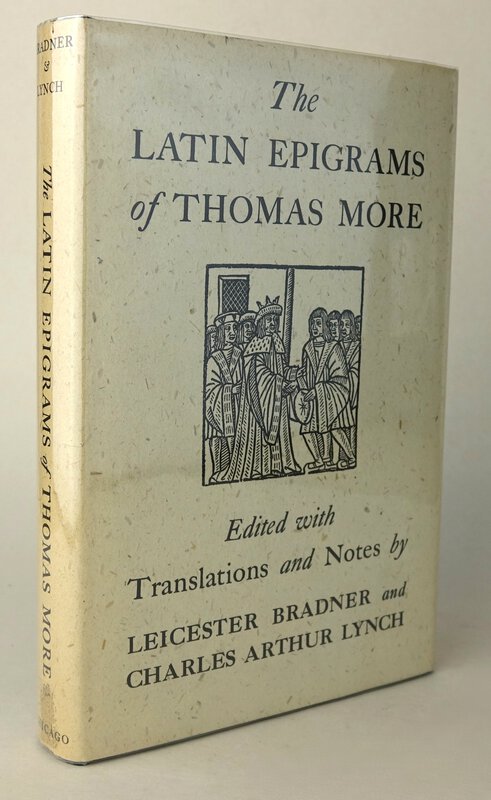 The
LATIN EPIGRAMS
of THOMAS MORE
Edited with
Translations and Notes by
LEICESTER BRADNER and
CHARLES ARTHUR LYNCH
BRADNER
&
LYNCH
The LATIN EPIGRAMS of THOMAS MORE
CHICAGO